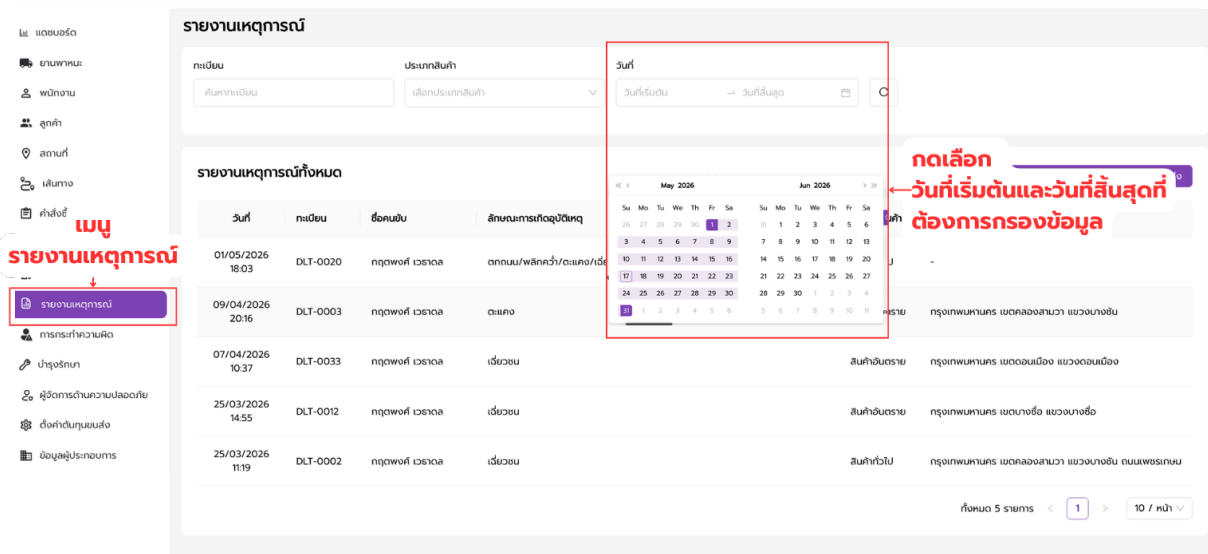 แดชบอร์ด
ยานพาหนะ
พนักงาน
ลูกค้า
สถานที่
เส้นทาง
คำสั่งซื้
เมนู
รายงานเหตุการณ์
รายงานเหตุการณ์
การกระทำความผิด
บำรุงรักษา
ผู้จัดการด้านความปลอดภัย
ตั้งค่าต้นทุนขนส่ง
ข้อมูลผู้ประกอบการ
รายงานเหตุการณ์
ทะเบียน ประเภทสินค้า วันที่
ค้นหาทะเบียน เลือกประเภทสินค้า วันที่เริ่มต้น → วันที่สิ้นสุด
กดเลือก
วันที่เริ่มต้นและวันที่สิ้นสุดที่
ต้องการกรองข้อมูล
รายงานเหตุการณ์ทั้งหมด
May 2026 Jun 2026
Su Mo Tu We Th Fr Sa Su Mo Tu We Th Fr Sa
26 27 28 29 30 1 2 31 1 2 3 4 5 6
3 4 5 6 7 8 9 7 8 9 10 11 12 13
10 11 12 13 14 15 16 14 15 16 17 18 19 20
17 18 19 20 21 22 23 21 22 23 24 25 26 27
24 25 26 27 28 29 30 28 29 30 1 2 3 4
31 1 2 3 4 5 6 5 6 7 8 9 10 11
วันที่ ทะเบียน ชื่อคนขับ ลักษณะการเกิดอุบัติเหตุ
01/05/2026 18:03 DLT-0020 กฤตพงศ์ เวธาดล ตกถนน/พลิกคว่ำ/ตะแคง/เฉี่ย -
09/04/2026 20:16 DLT-0003 กฤตพงศ์ เวธาดล ตะแคง กรุงเทพมหานคร เขตคลองสามวา แขวงบางชัน
07/04/2026 10:37 DLT-0033 กฤตพงศ์ เวธาดล เฉี่ยวชน สินค้าอันตราย กรุงเทพมหานคร เขตดอนเมือง แขวงดอนเมือง
25/03/2026 14:55 DLT-0012 กฤตพงศ์ เวธาดล เฉี่ยวชน สินค้าอันตราย กรุงเทพมหานคร เขตบางซื่อ แขวงบางซื่อ
25/03/2026 11:19 DLT-0002 กฤตพงศ์ เวธาดล เฉี่ยวชน สินค้าทั่วไป กรุงเทพมหานคร เขตคลองสามวา แขวงบางชัน ถนนเพชรเกษม
ทั้งหมด 5 รายการ < 1 > 10 / หน้า